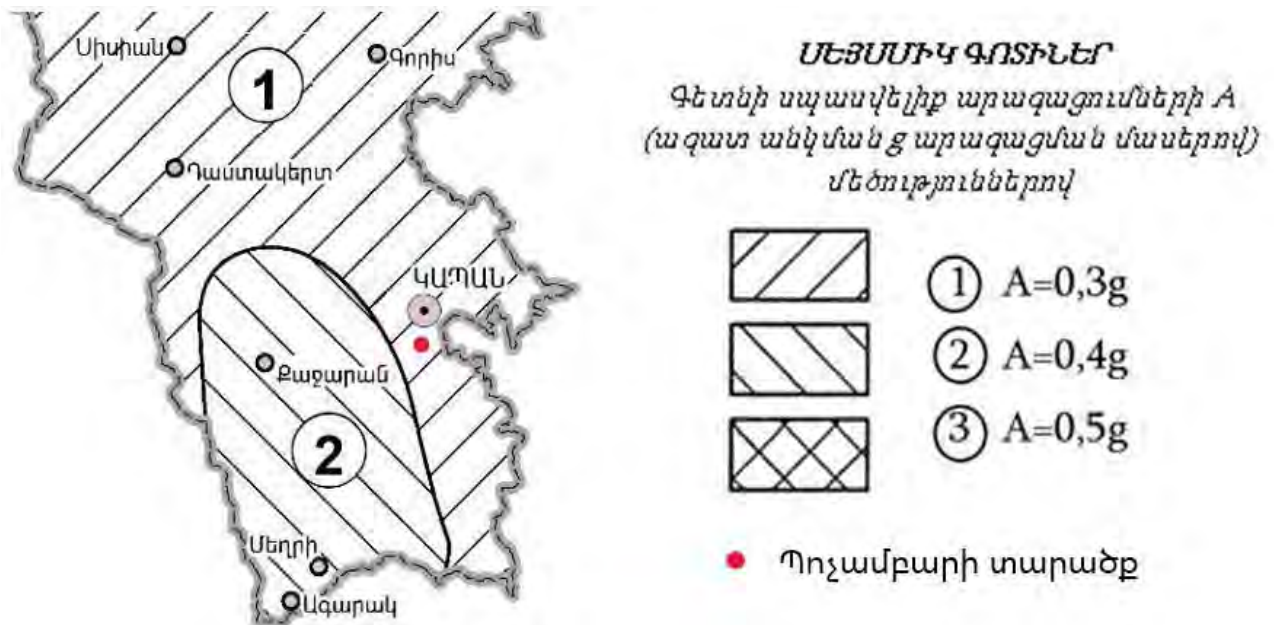 Սիսիան
Գորիս
1
Դաստակերտ
ԿԱՊԱՆ
Քաջարան
2
Մեղրի
Ագարակ
ՍԵՅՍՄԻԿ ԳՈՏԻՆԵՐ
Գետնի սպասվելիք արագացումների A
(ազատ անկման g արագացման մասերով)
մեծություններով
1 A=0,3g
2 A=0,4g
3 A=0,5g
Պոչամբարի տարածք